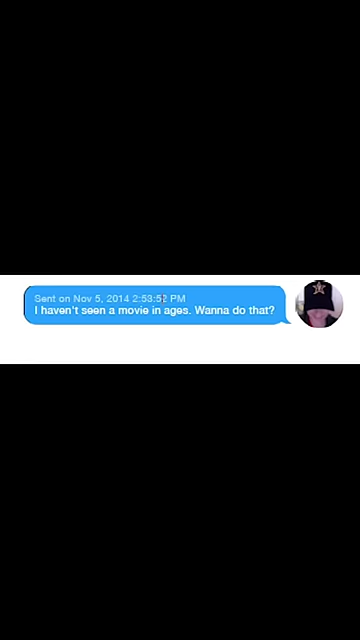 Sent on Nov 5, 2014 2:53:52 PM
I haven't seen a movie in ages. Wanna do that?